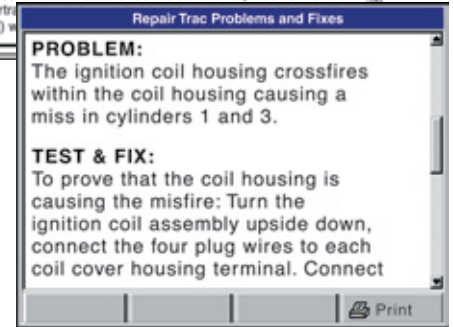 Repair Trac Problems and Fixes
PROBLEM:
The ignition coil housing crossfires
within the coil housing causing a
miss in cylinders 1 and 3.
TEST & FIX:
To prove that the coil housing is
causing the misfire: Turn the
ignition coil assembly upside down,
connect the four plug wires to each
coil cover housing terminal. Connect
Print